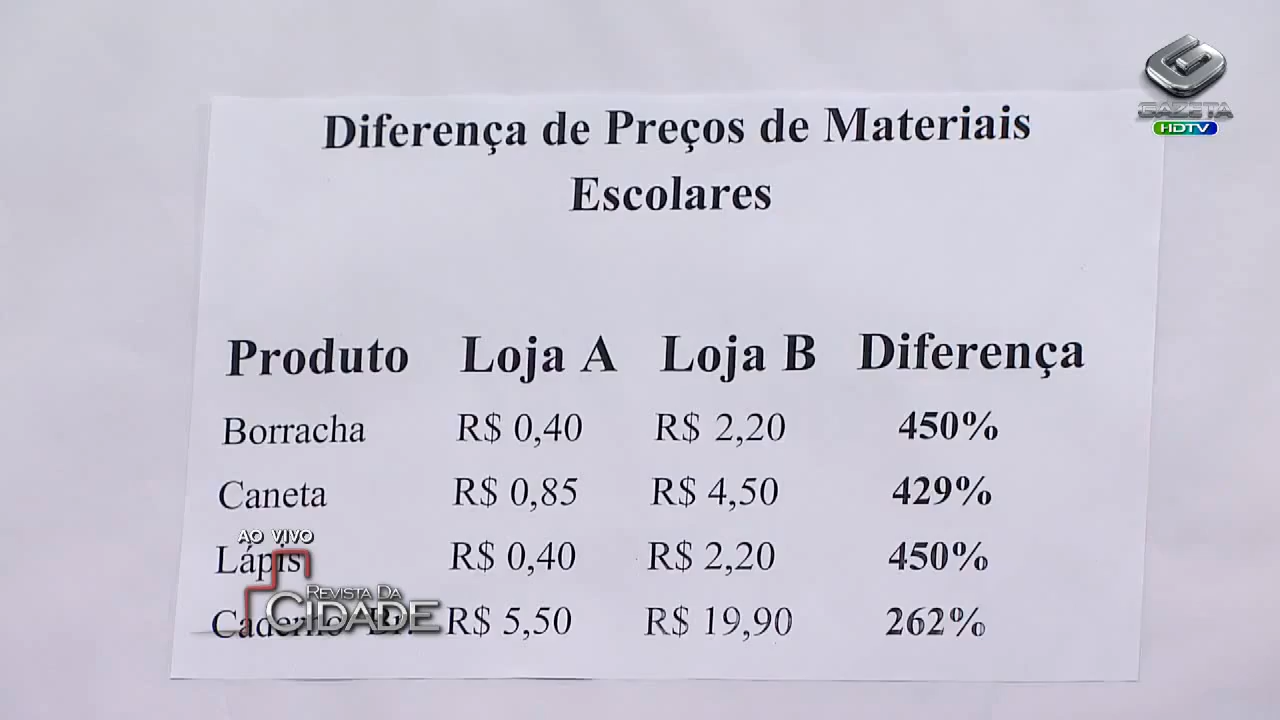 GAZETA
HDTV
Diferença de Preços de Materiais
Escolares
Produto Loja A Loja B Diferença
Borracha R$ 0,40 R$ 2,20 450%
Caneta R$ 0,85 R$ 4,50 429%
AO VIVO
Lápis R$ 0,40 R$ 2,20 450%
REVISTA DA
CIDADE
Caderno R$ 5,50 R$ 19,90 262%